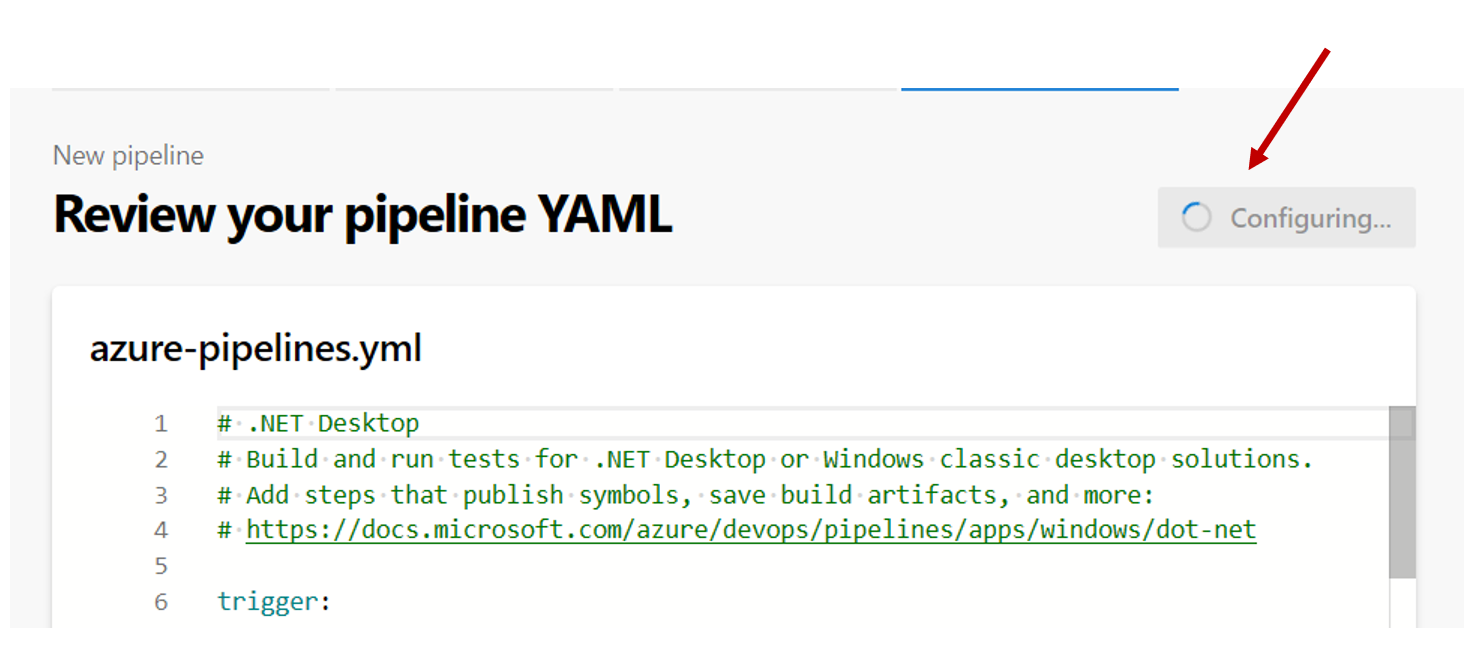 New pipeline
Review your pipeline YAML
Configuring...
azure-pipelines.yml
1 # .NET Desktop
2 # Build and run tests for .NET Desktop or Windows classic desktop solutions.
3 # Add steps that publish symbols, save build artifacts, and more:
4 # https://docs.microsoft.com/azure/devops/pipelines/apps/windows/dot-net
5
6 trigger: